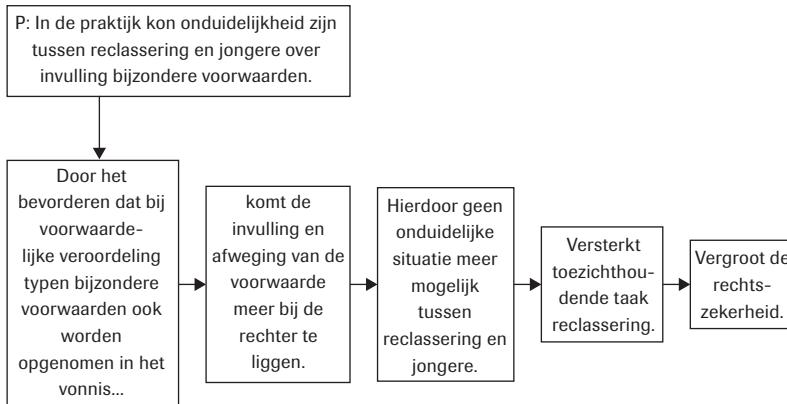 P: In de praktijk kon onduidelijkheid zijn
tussen reclassering en jongere over
invulling bijzondere voorwaarden.
Door het
bevorderen dat bij
voorwaarde-
lijke veroordeling
typen bijzondere
voorwaarden ook
worden
opgenomen in het
vonnis...
komt de
invulling en
afweging van de
voorwaarde
meer bij de
rechter te
liggen.
Hierdoor geen
onduidelijke
situatie meer
mogelijk
tussen
reclassering en
jongere.
Versterkt
toezichthou-
dende taak
reclassering.
Vergroot de
rechts-
zekerheid.